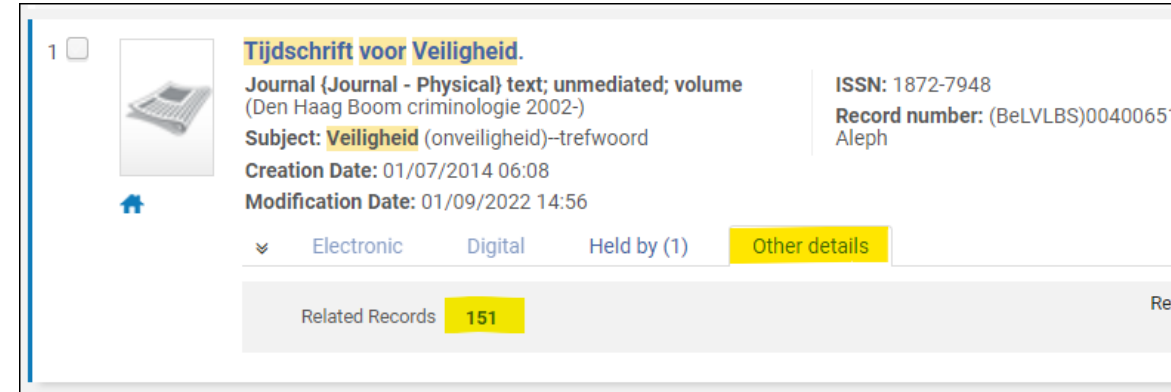 1
Tijdschrift voor Veiligheid.
Journal {Journal - Physical} text; unmediated; volume
(Den Haag Boom criminologie 2002-)
Subject: Veiligheid (onveiligheid)--trefwoord
Creation Date: 01/07/2014 06:08
Modification Date: 01/09/2022 14:56
ISSN: 1872-7948
Record number: (BeLVLBS)00400651
Aleph
Electronic Digital Held by (1) Other details
Related Records 151
Re